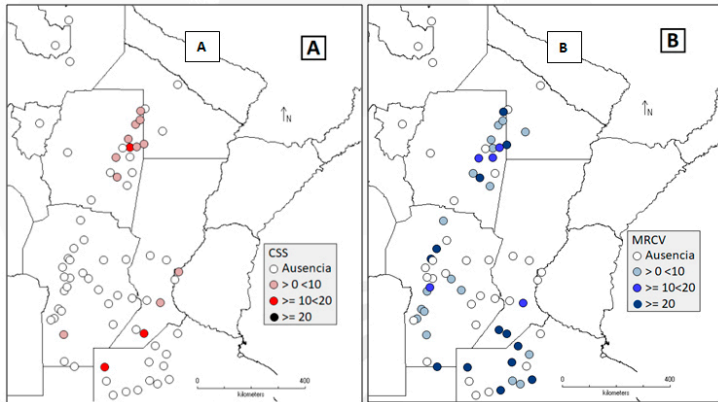 A
A
N
CSS
Ausencia
> 0 <10
>= 10<20
>= 20
0
400
kilometers
B
B
N
MRCV
Ausencia
> 0 <10
>= 10<20
>= 20
0
400
kilometers